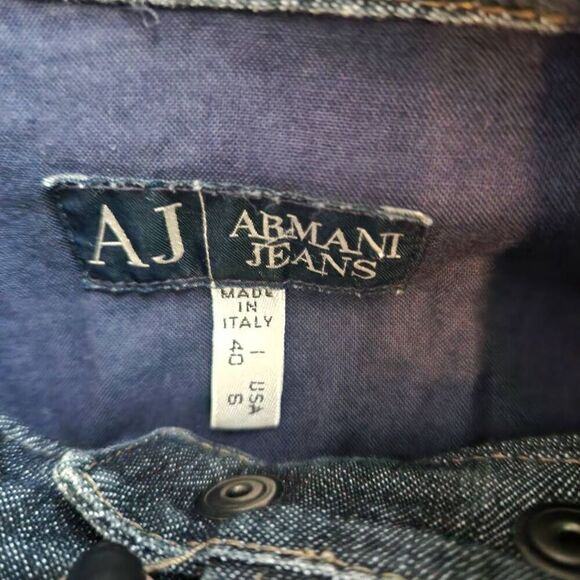 AJ
ARMANI
JEANS
MADE
IN
ITALY
I 40
USA S